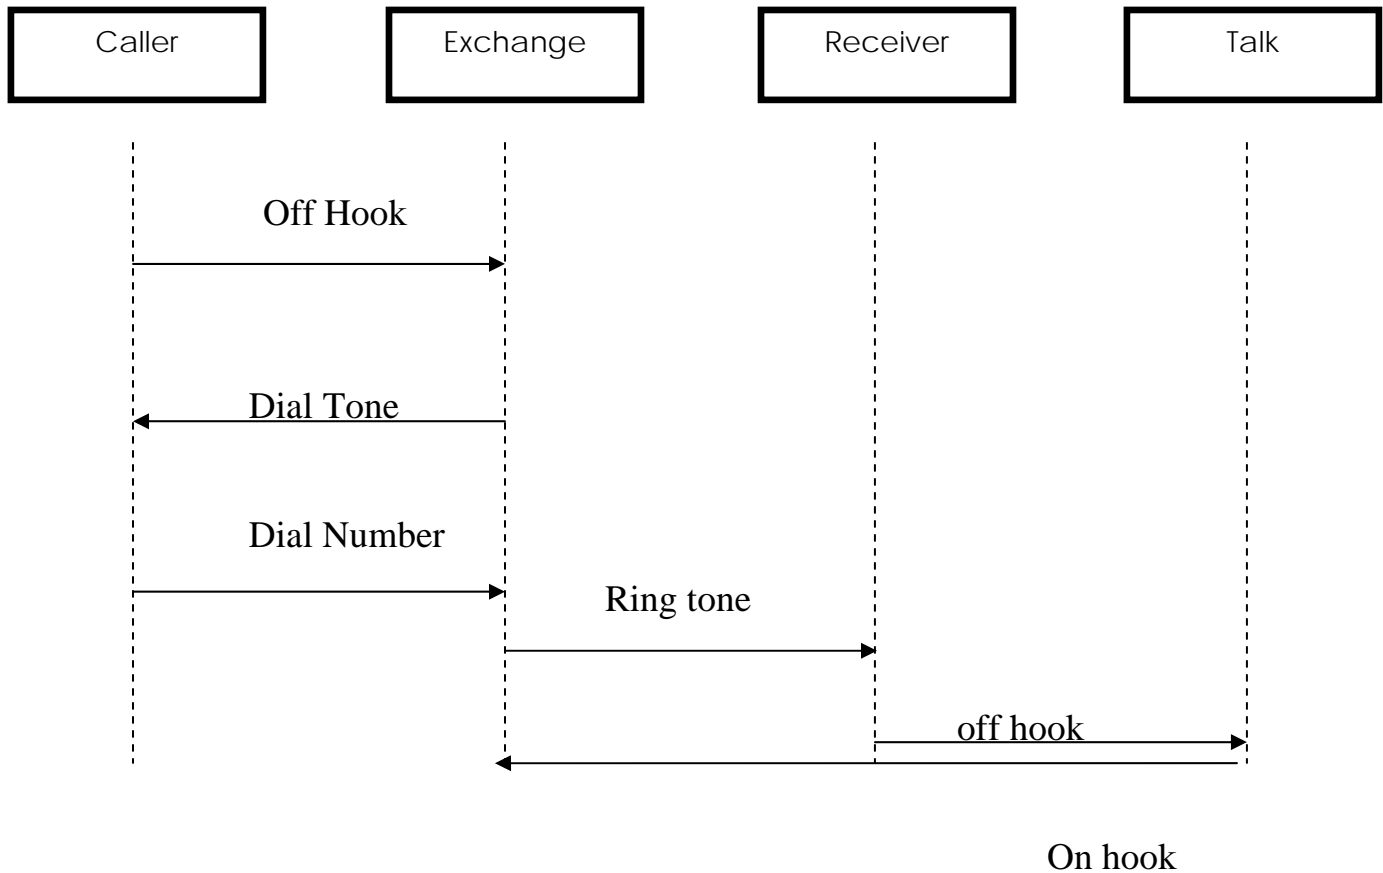 Caller
Exchange
Receiver
Talk
Off Hook
Dial Tone
Dial Number
Ring tone
off hook
On hook